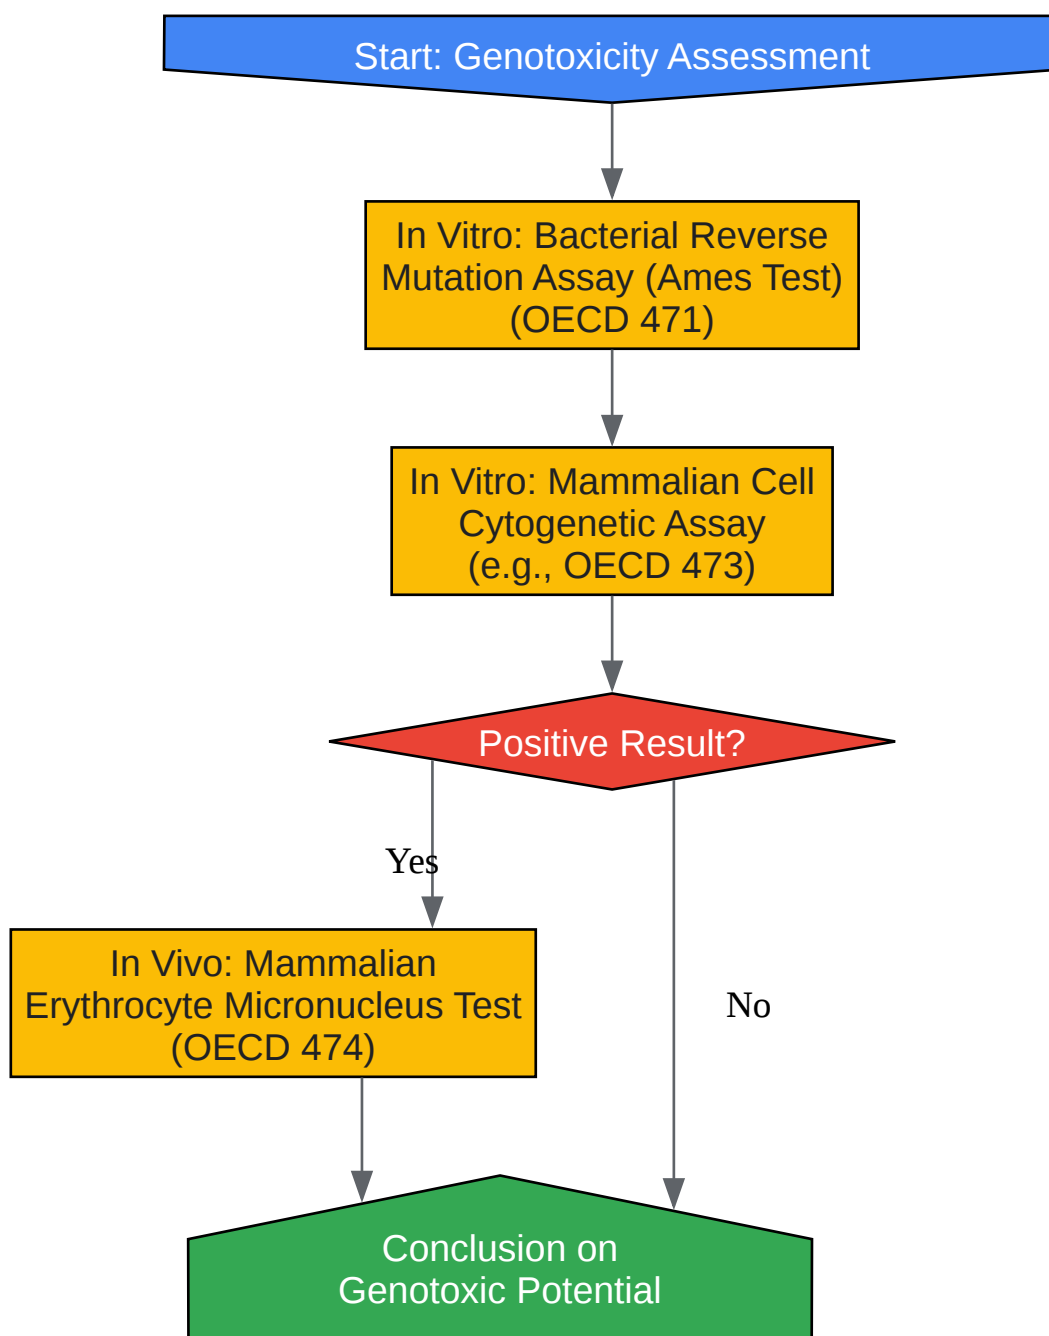 Start: Genotoxicity Assessment
In Vitro: Bacterial Reverse
Mutation Assay (Ames Test)
(OECD 471)
In Vitro: Mammalian Cell
Cytogenetic Assay
(e.g., OECD 473)
Positive Result?
Yes
In Vivo: Mammalian
Erythrocyte Micronucleus Test
(OECD 474)
No
Conclusion on
Genotoxic Potential